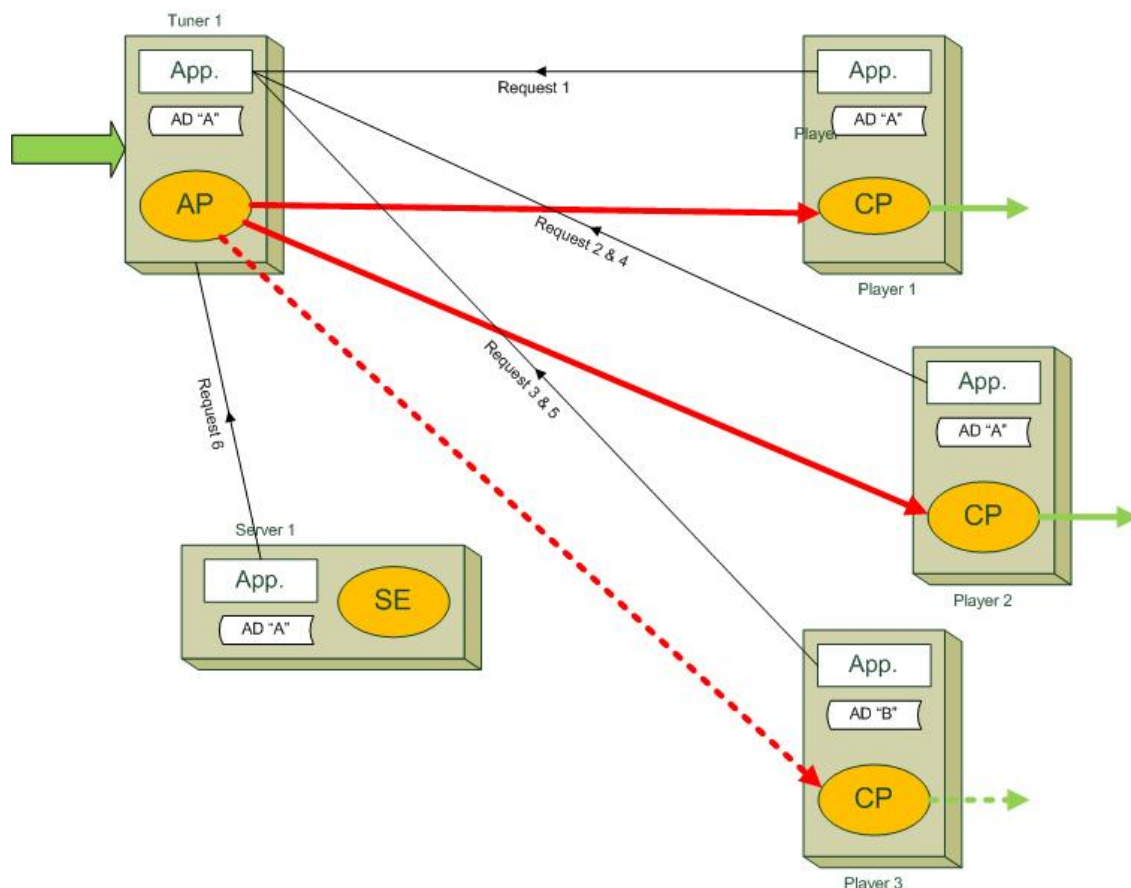 Tuner 1
App.
AD “A”
AP
Request 1
App.
AD “A”
Player
CP
Player 1
Request 2 & 4
Request 3 & 5
Request 6
App.
AD “A”
CP
Player 2
Server 1
App.
AD “A”
SE
App.
AD “B”
CP
Player 3